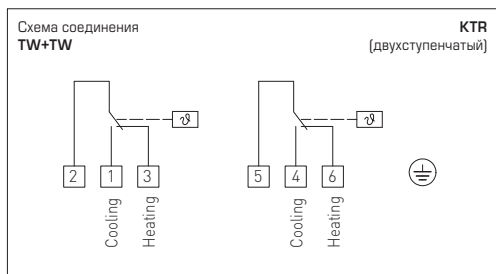 Схема соединения
TW+TW
KTR
(двухступенчатый)
ϑ
ϑ
2 1 3
5 4 6
Cooling
Heating
Cooling
Heating